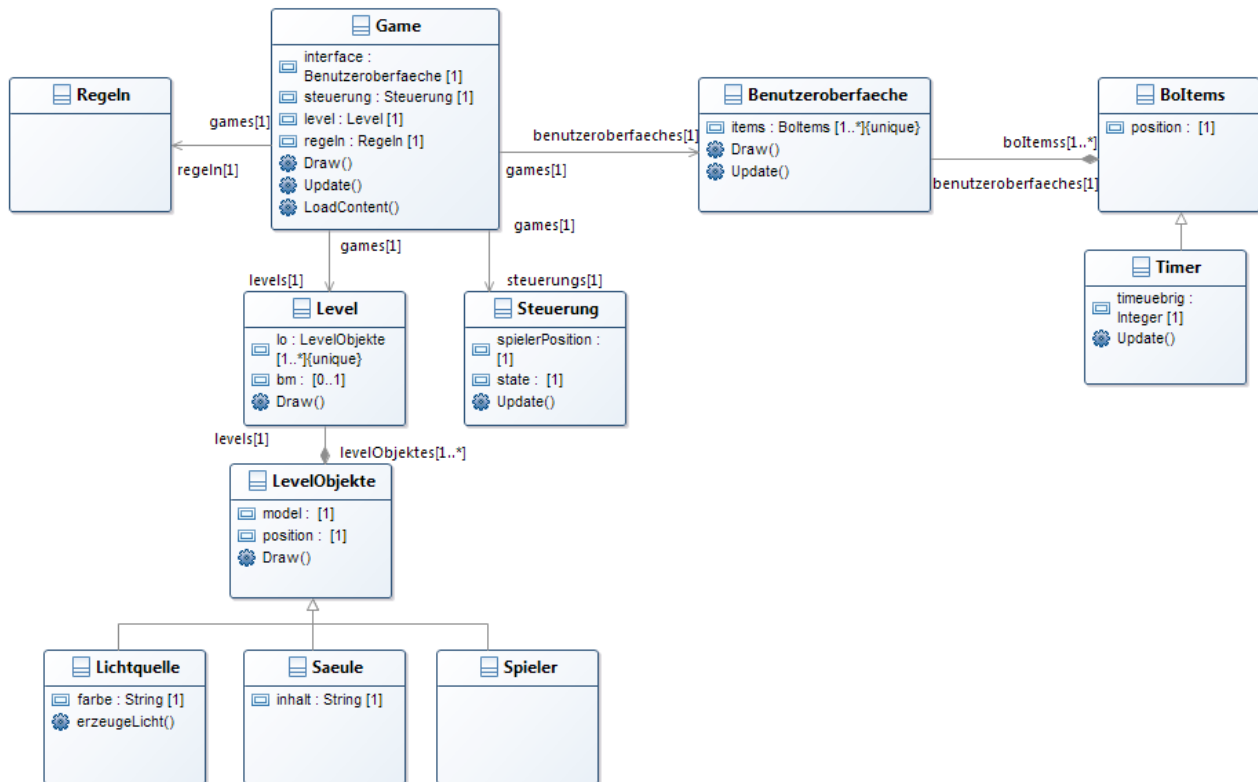 Game
interface :
Benutzeroberfaeche [1]
steuerung : Steuerung [1]
level : Level [1]
regeln : Regeln [1]
Draw()
Update()
LoadContent()
Regeln
games[1]
regeln[1]
benutzeroberfaeches[1]
games[1]
Benutzeroberfaeche
items : BoItems [1..*]{unique}
Draw()
Update()
boItemss[1..*]
benutzeroberfaeches[1]
BoItems
position : [1]
games[1]
levels[1]
games[1]
steuerungs[1]
Timer
timeuebrig :
Integer [1]
Update()
Level
lo : LevelObjekte
[1..*]{unique}
bm : [0..1]
Draw()
Steuerung
spielerPosition :
[1]
state : [1]
Update()
levels[1]
levelObjektes[1..*]
LevelObjekte
model : [1]
position : [1]
Draw()
Lichtquelle
farbe : String [1]
erzeugeLicht()
Saeule
inhalt : String [1]
Spieler